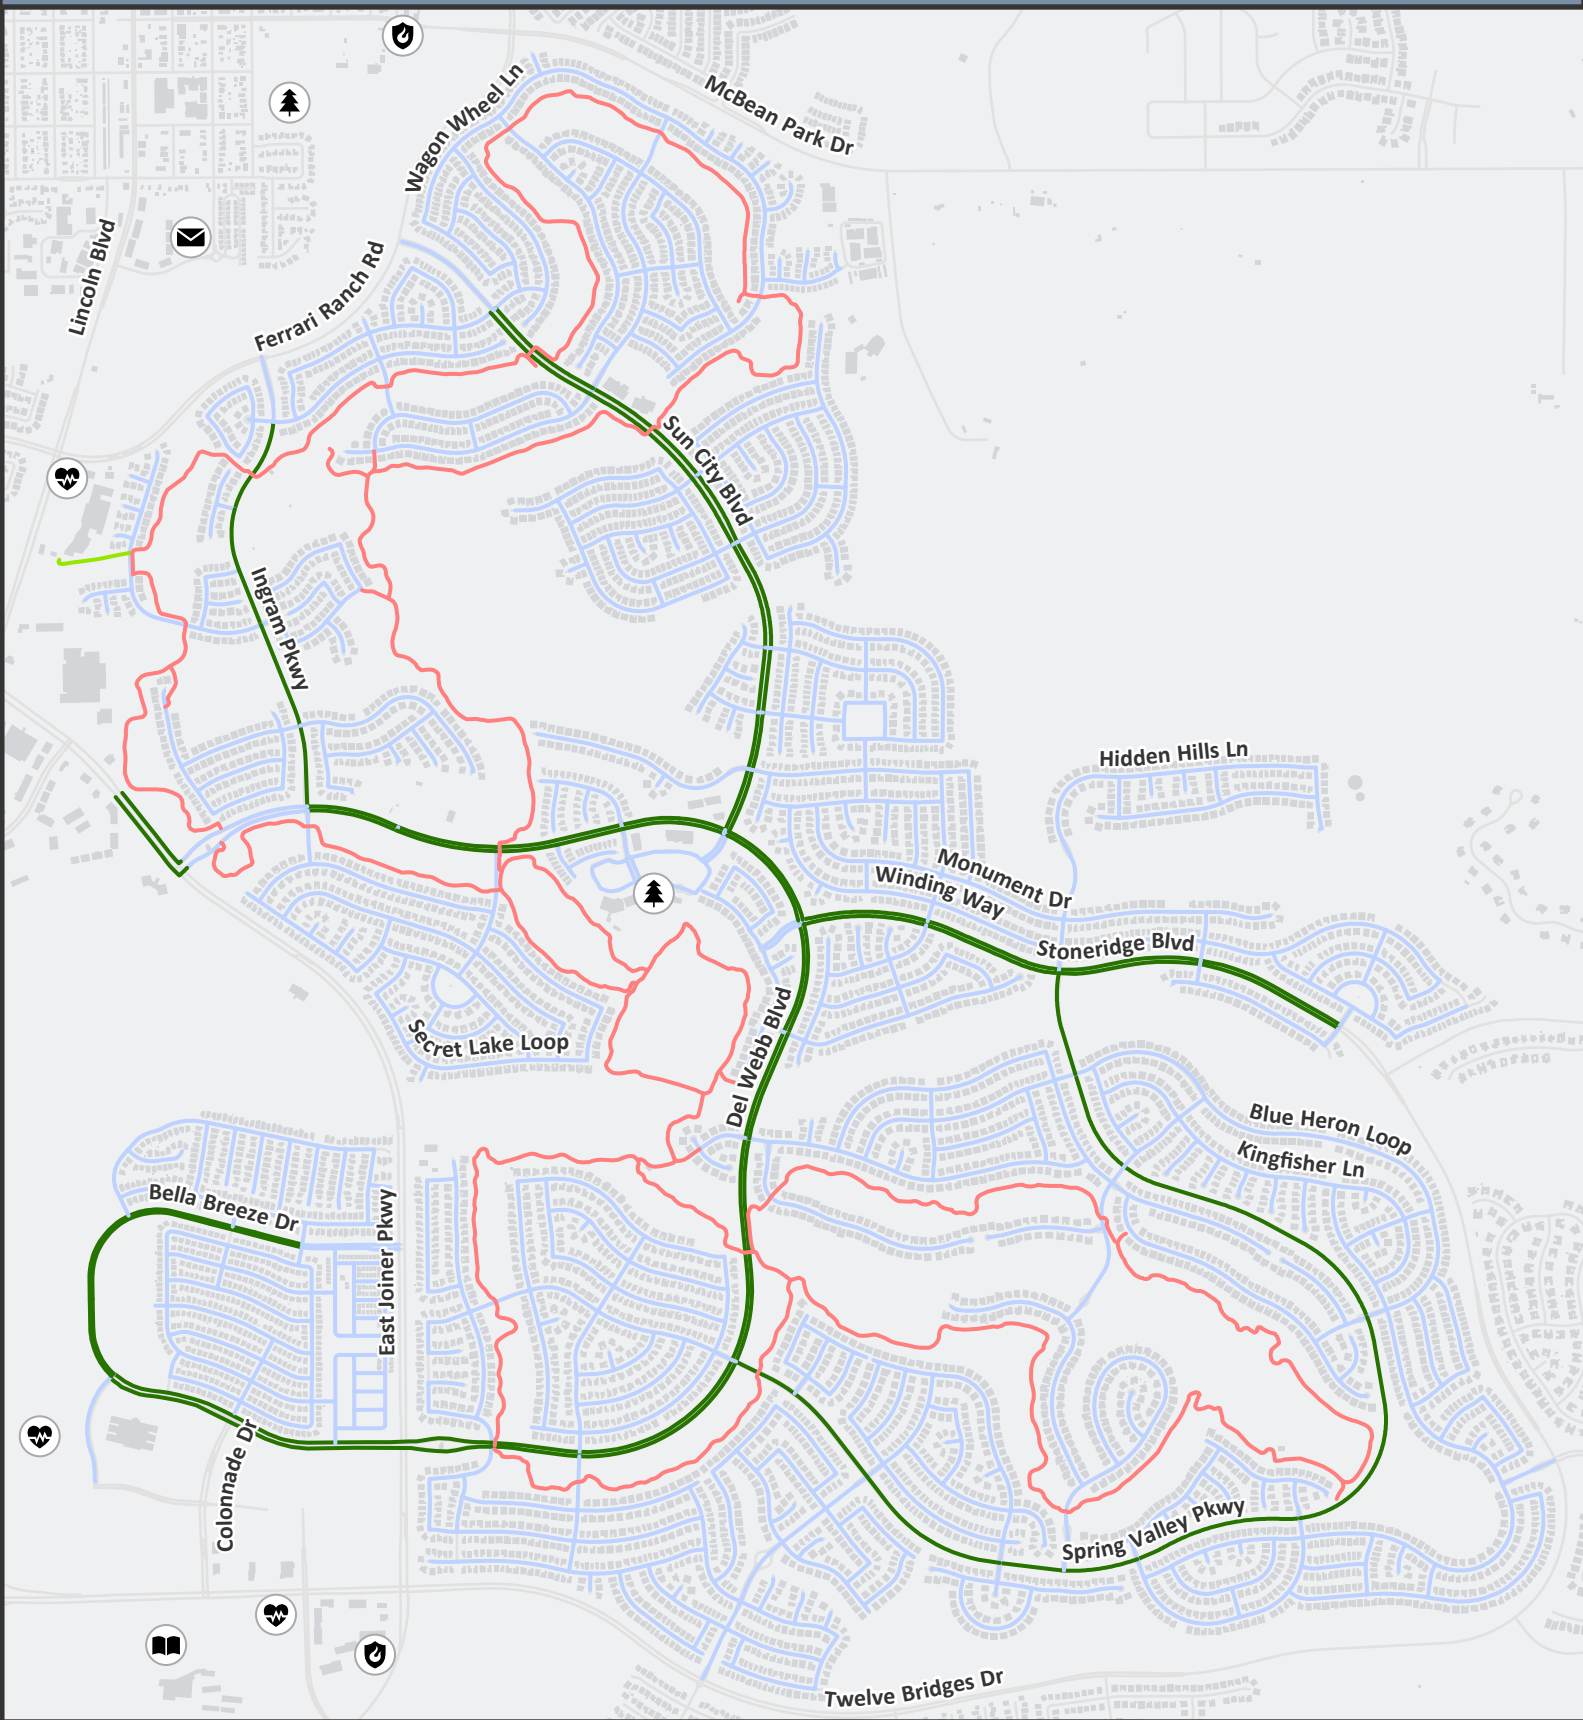 McBean Park Dr
Wagon Wheel Ln
Lincoln Blvd
Ferrari Ranch Rd
Sun City Blvd
Ingram Pkwy
Hidden Hills Ln
Monument Dr
Winding Way
Stoneridge Blvd
Secret Lake Loop
Del Webb Blvd
Blue Heron Loop
Kingfisher Ln
Bella Breeze Dr
East Joiner Pkwy
Colonnade Dr
Spring Valley Pkwy
Twelve Bridges Dr